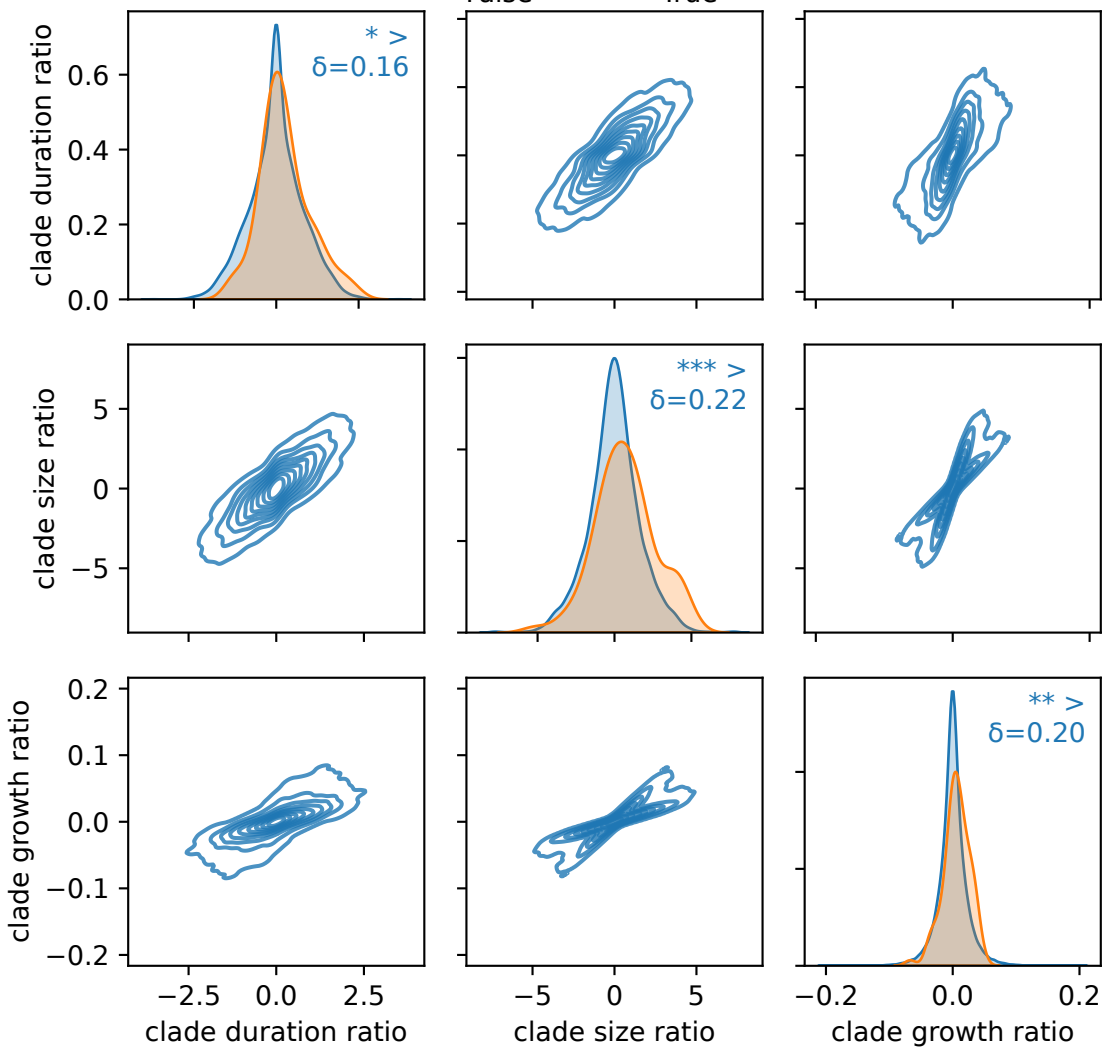 False True
clade duration ratio
0.6
0.4
0.2
0.0
* >
δ=0.16
clade size ratio
5
0
−5
*** >
δ=0.22
clade growth ratio
0.2
0.1
0.0
−0.1
−0.2
** >
δ=0.20
−2.5 0.0 2.5
−5 0 5
−0.2 0.0 0.2
clade duration ratio
clade size ratio
clade growth ratio